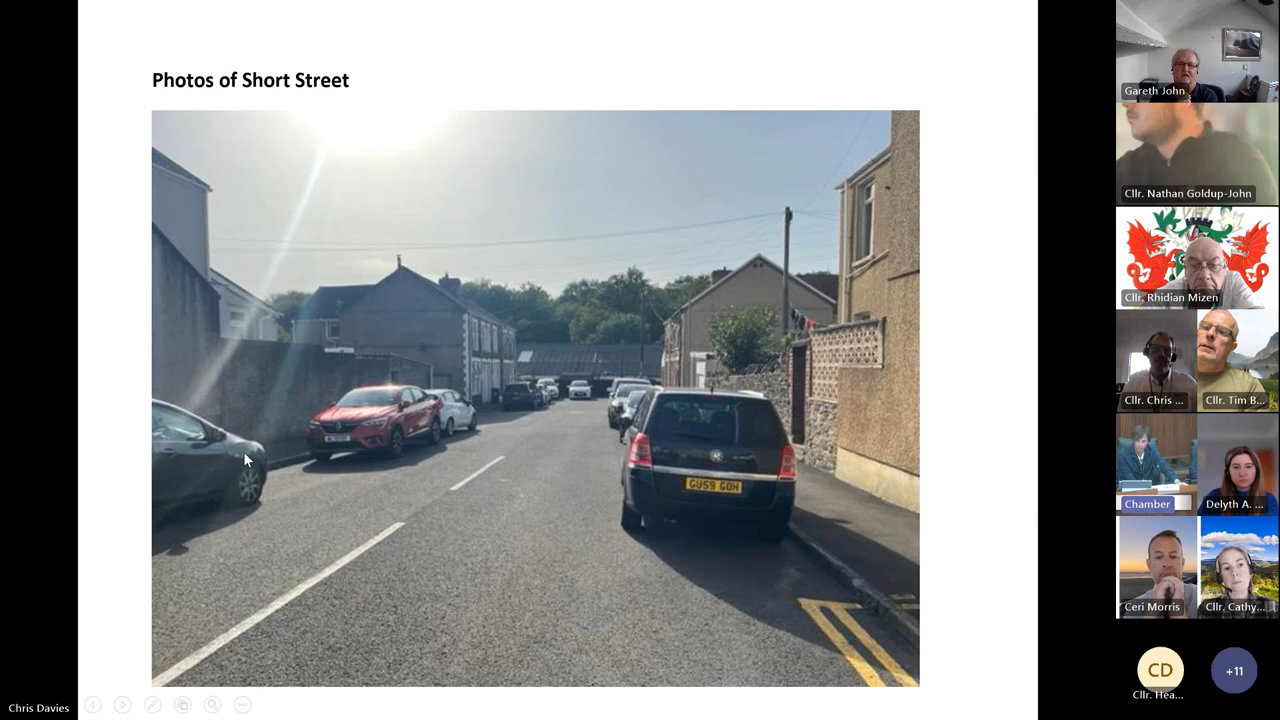 Photos of Short Street
GU59 GOH
Gareth John
Cllr. Nathan Goldup-John
Cllr. Rhidian Mizen
Cllr. Chris ...
Cllr. Tim B...
Chamber
Delyth A. ...
Ceri Morris
Cllr. Cathy...
CD
Cllr. Hea...
+11
Chris Davies